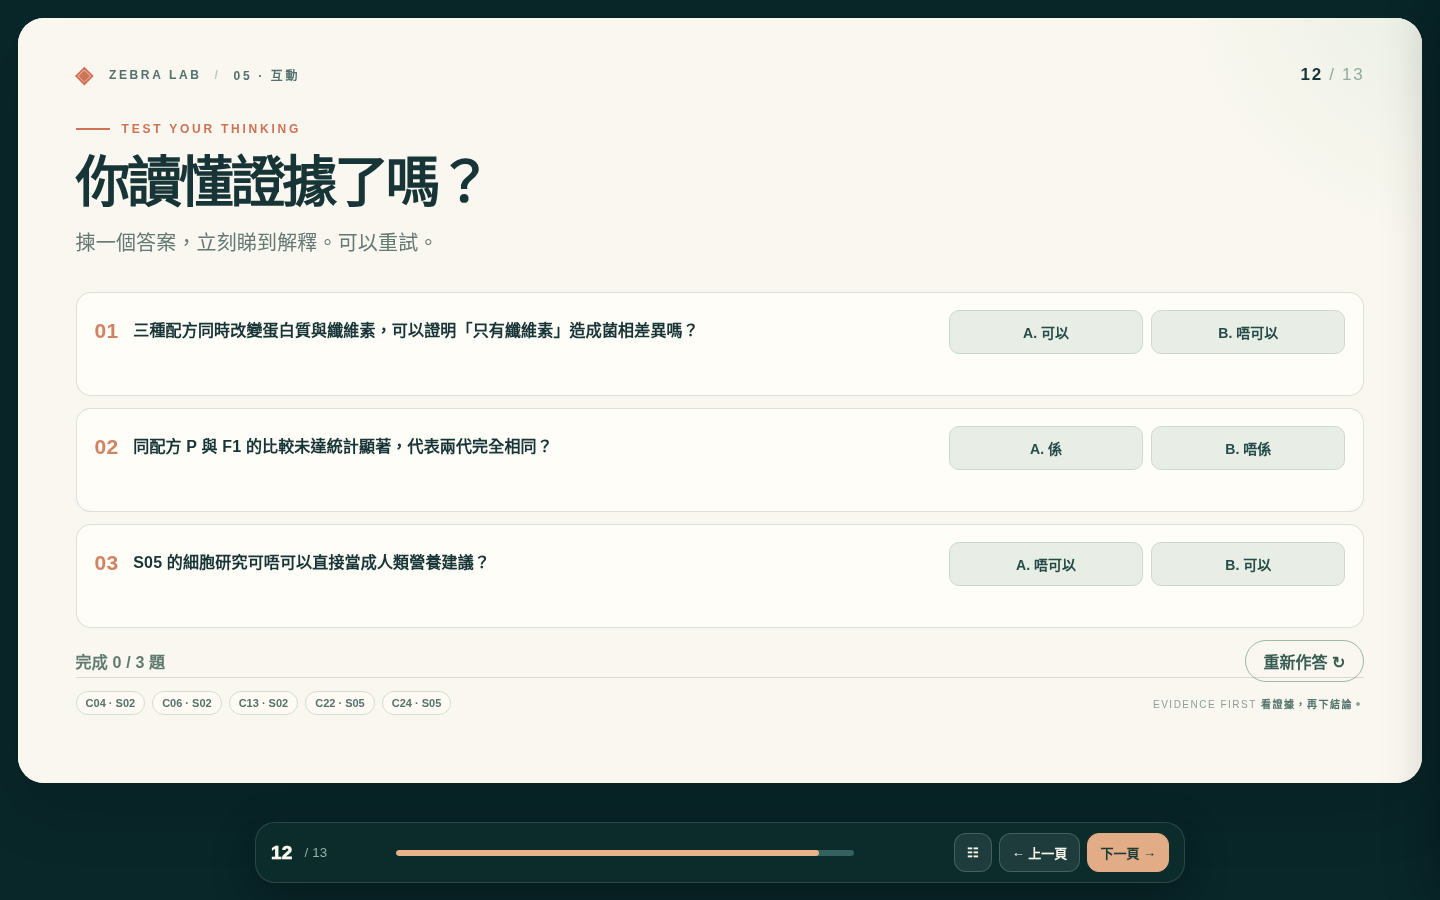 ZEBRA LAB / 05 · 互動
12 / 13
TEST YOUR THINKING
你讀懂證據了嗎？
揀一個答案，立刻睇到解釋。可以重試。
01 三種配方同時改變蛋白質與纖維素，可以證明「只有纖維素」造成菌相差異嗎？
A. 可以
B. 唔可以
02 同配方 P 與 F1 的比較未達統計顯著，代表兩代完全相同？
A. 係
B. 唔係
03 S05 的細胞研究可唔可以直接當成人類營養建議？
A. 唔可以
B. 可以
完成 0 / 3 題
重新作答 ↻
C04 · S02
C06 · S02
C13 · S02
C22 · S05
C24 · S05
EVIDENCE FIRST 看證據，再下結論 •
12 / 13
← 上一頁
下一頁 →